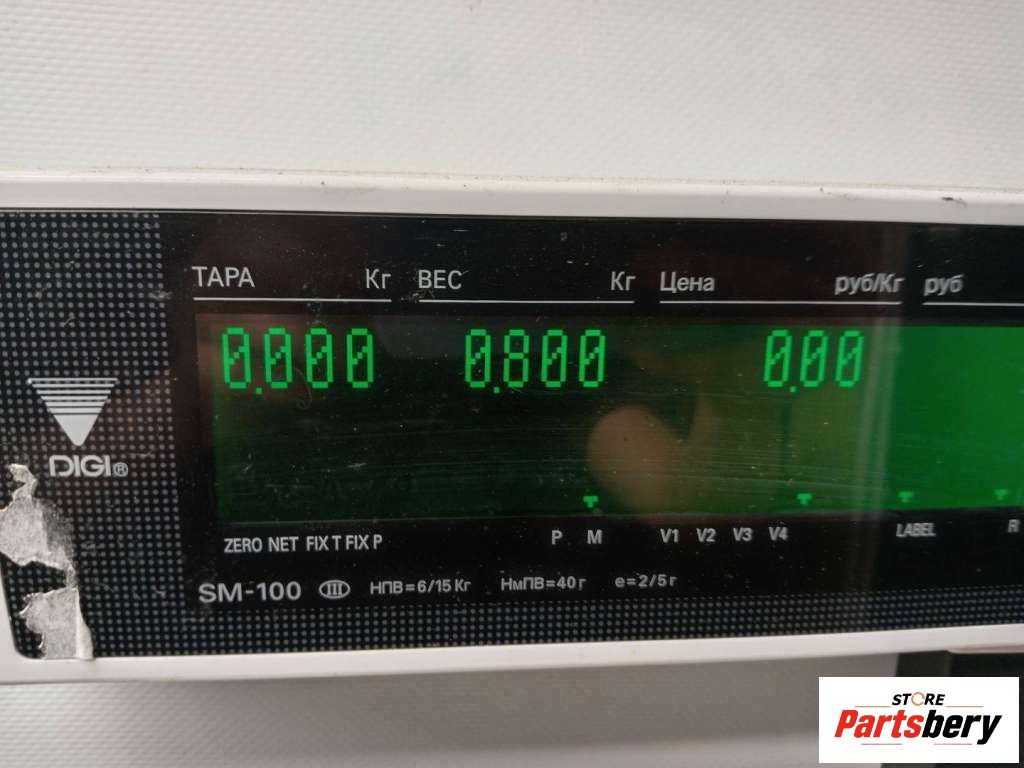 ТАРА Кг ВЕС Кг Цена руб/Кг руб
0.000 0.800 0.00
DIGI®
ZERO NET FIX T FIX P P M V1 V2 V3 V4 LABEL R
SM-100 III НПВ=6/15 Кг НмПВ=40 г e=2/5 г
STORE
Partsbery